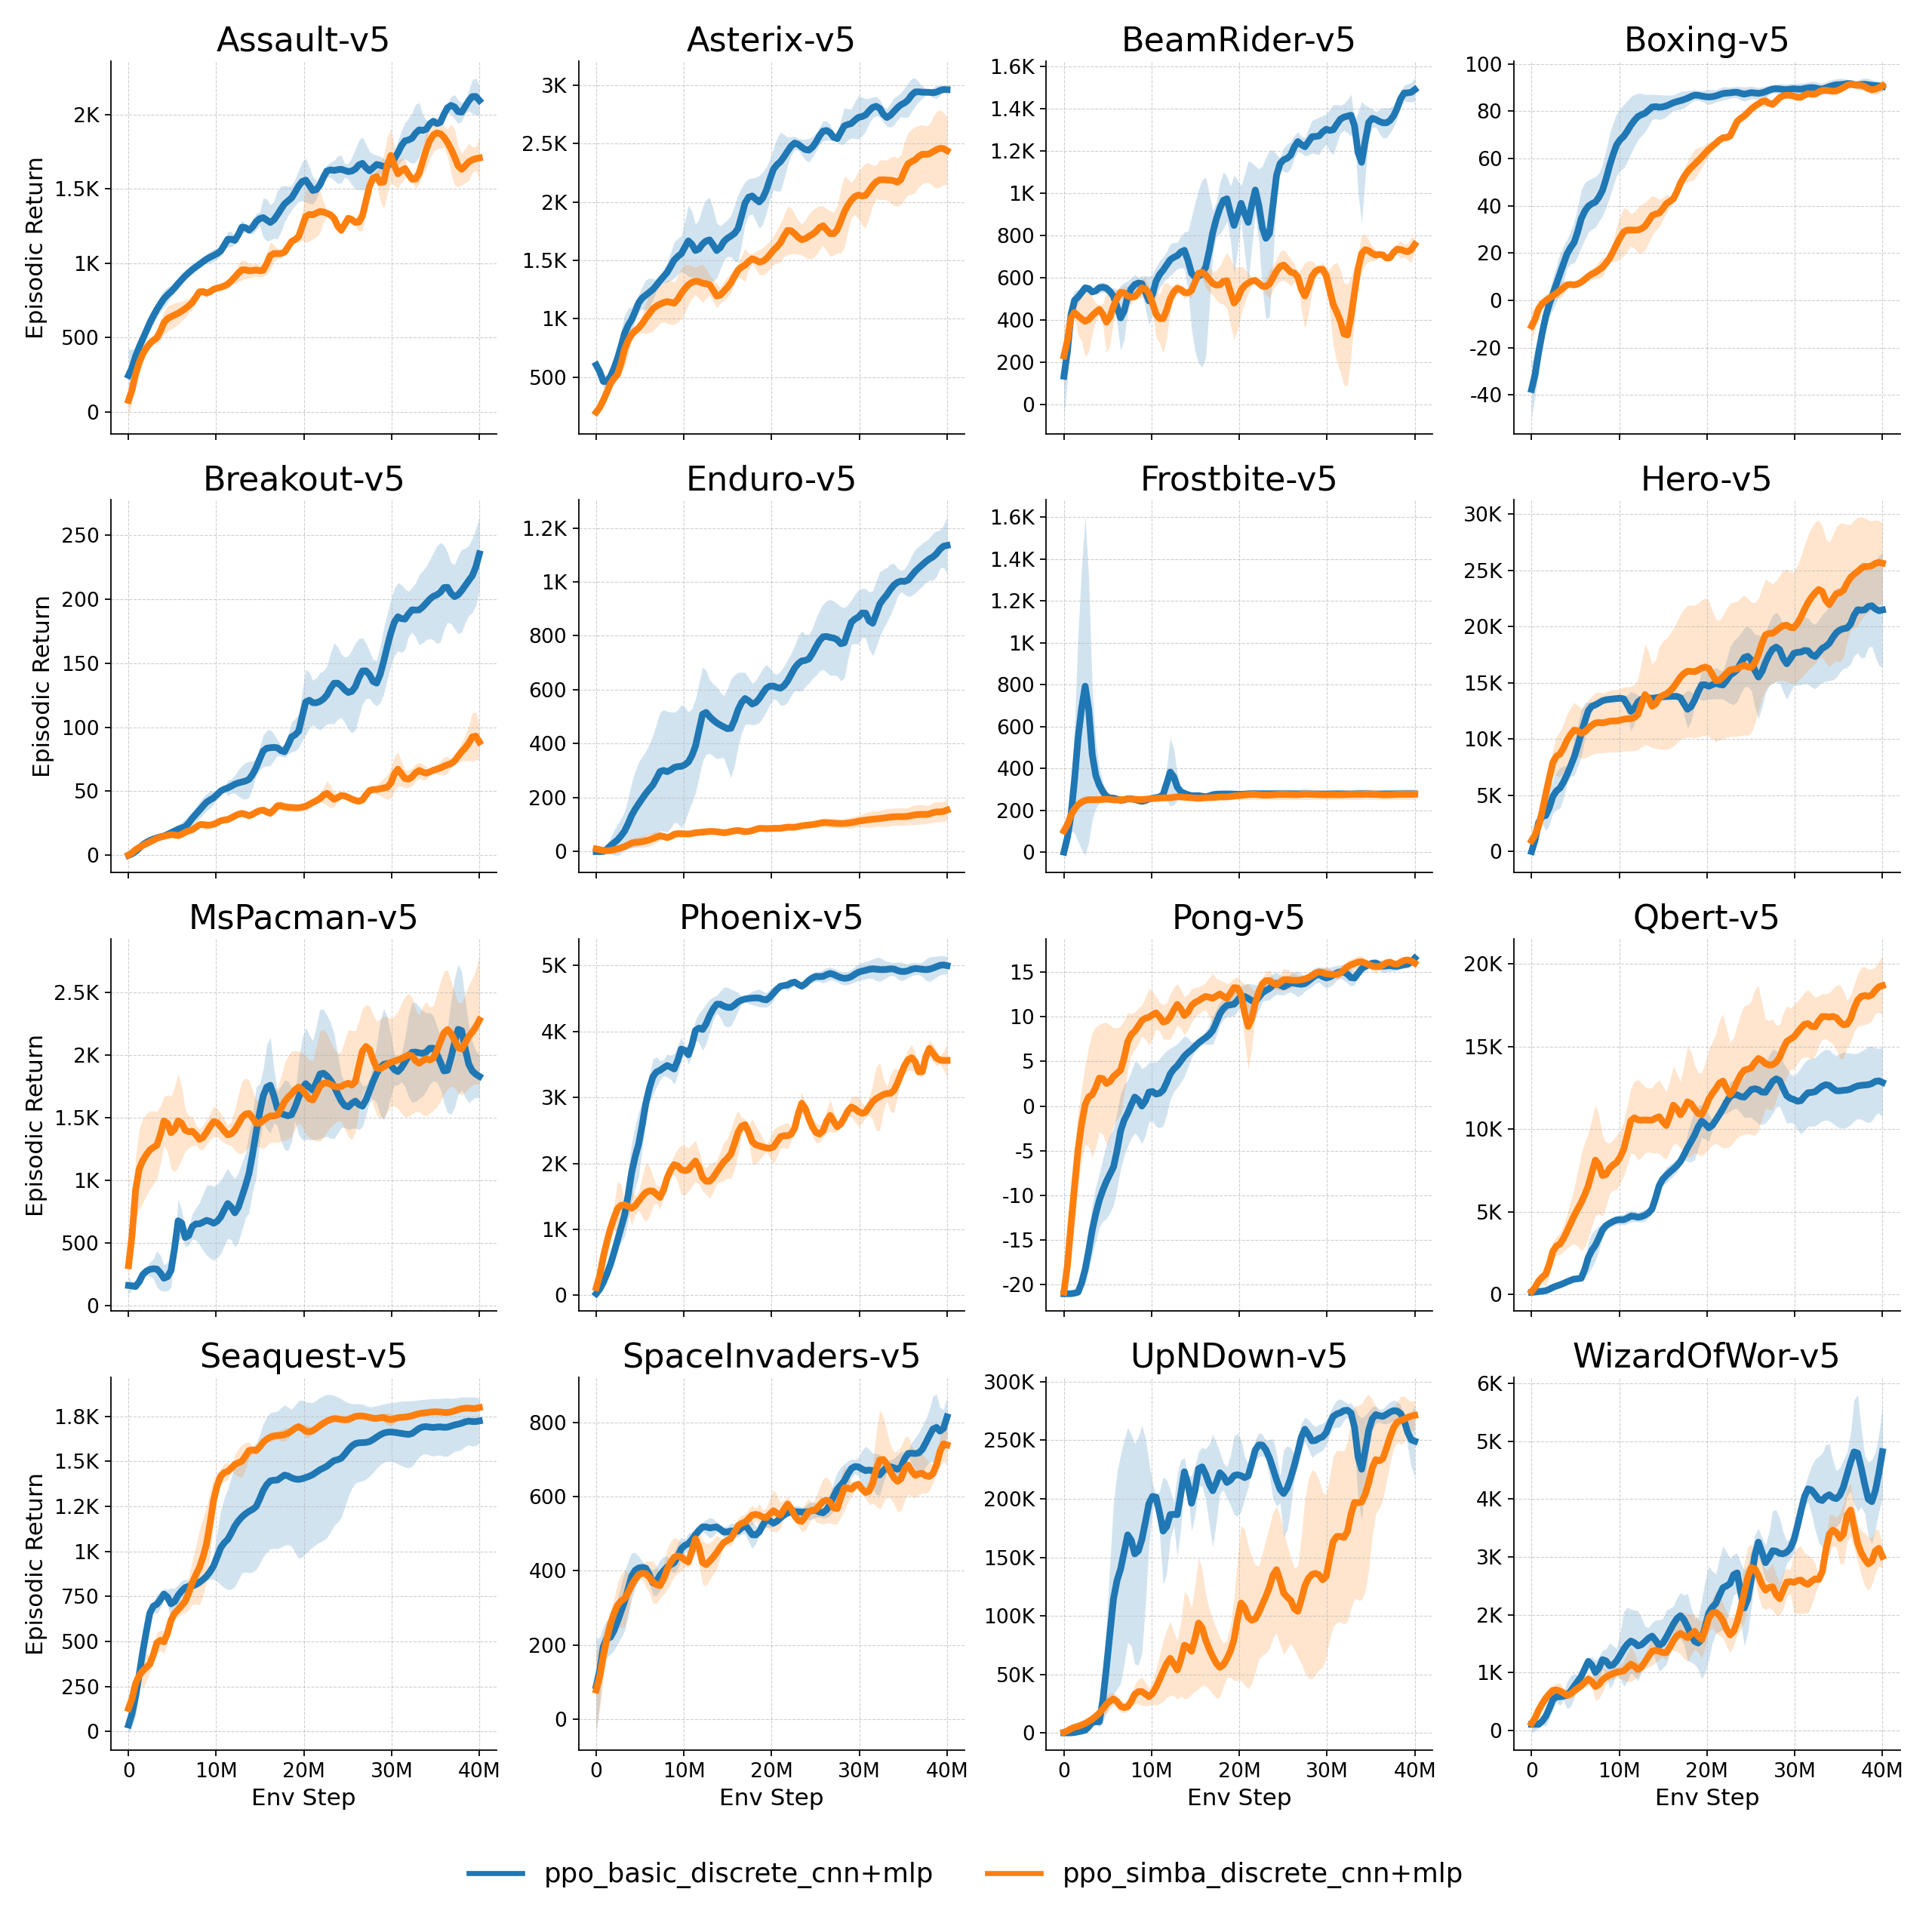 Assault-v5
Asterix-v5
BeamRider-v5
Boxing-v5
Episodic Return
2K
1.5K
1K
500
0
3K
2.5K
2K
1.5K
1K
500
1.6K
1.4K
1.2K
1K
800
600
400
200
0
100
80
60
40
20
0
-20
-40
Breakout-v5
Enduro-v5
Frostbite-v5
Hero-v5
Episodic Return
250
200
150
100
50
0
1.2K
1K
800
600
400
200
0
1.6K
1.4K
1.2K
1K
800
600
400
200
0
30K
25K
20K
15K
10K
5K
0
MsPacman-v5
Phoenix-v5
Pong-v5
Qbert-v5
Episodic Return
2.5K
2K
1.5K
1K
500
0
5K
4K
3K
2K
1K
0
15
10
5
0
-5
-10
-15
-20
20K
15K
10K
5K
0
Seaquest-v5
SpaceInvaders-v5
UpNDown-v5
WizardOfWor-v5
Episodic Return
1.8K
1.5K
1.2K
1K
750
500
250
0
800
600
400
200
0
300K
250K
200K
150K
100K
50K
0
6K
5K
4K
3K
2K
1K
0
0 10M 20M 30M 40M
0 10M 20M 30M 40M
0 10M 20M 30M 40M
0 10M 20M 30M 40M
Env Step
Env Step
Env Step
Env Step
ppo_basic_discrete_cnn+mlp
ppo_simba_discrete_cnn+mlp